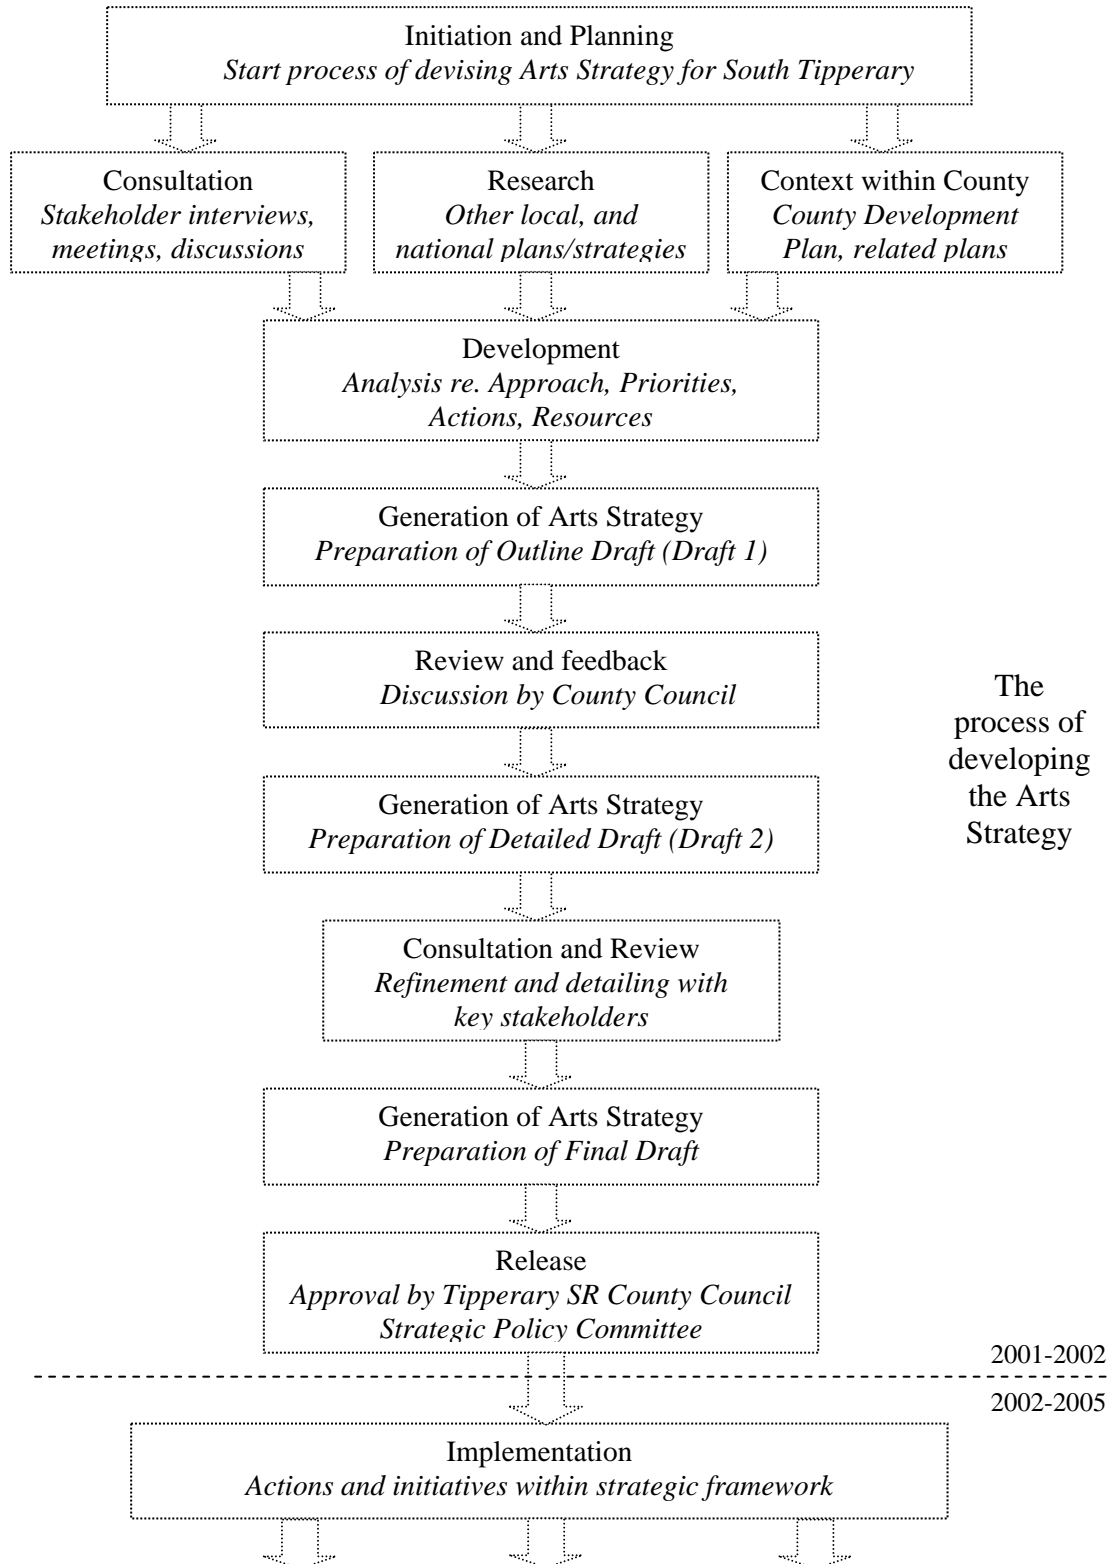 Initiation and Planning
Start process of devising Arts Strategy for South Tipperary
Consultation
Stakeholder interviews,
meetings, discussions
Research
Other local, and
national plans/strategies
Context within County
County Development
Plan, related plans
Development
Analysis re. Approach, Priorities,
Actions, Resources
Generation of Arts Strategy
Preparation of Outline Draft (Draft 1)
Review and feedback
Discussion by County Council
The
process of
developing
the Arts
Strategy
Generation of Arts Strategy
Preparation of Detailed Draft (Draft 2)
Consultation and Review
Refinement and detailing with
key stakeholders
Generation of Arts Strategy
Preparation of Final Draft
Release
Approval by Tipperary SR County Council
Strategic Policy Committee
2001-2002
2002-2005
Implementation
Actions and initiatives within strategic framework